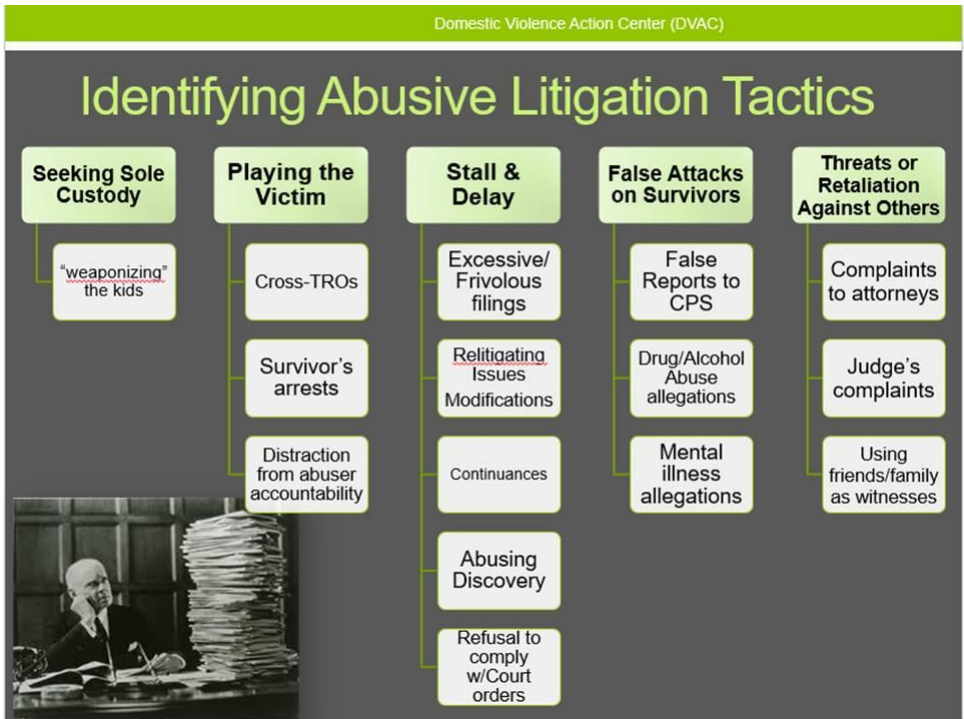 Domestic Violence Action Center (DVAC)
Identifying Abusive Litigation Tactics
Seeking Sole
Custody
"weaponizing"
the kids
Playing the
Victim
Cross-TROs
Survivor's
arrests
Distraction
from abuser
accountability
Stall &
Delay
Excessive/
Frivolous
filings
Relitigating
Issues
Modifications
Continuances
Abusing
Discovery
Refusal to
comply
w/Court
orders
False Attacks
on Survivors
False
Reports to
CPS
Drug/Alcohol
Abuse
allegations
Mental
illness
allegations
Threats or
Retaliation
Against Others
Complaints
to attorneys
Judge's
complaints
Using
friends/family
as witnesses